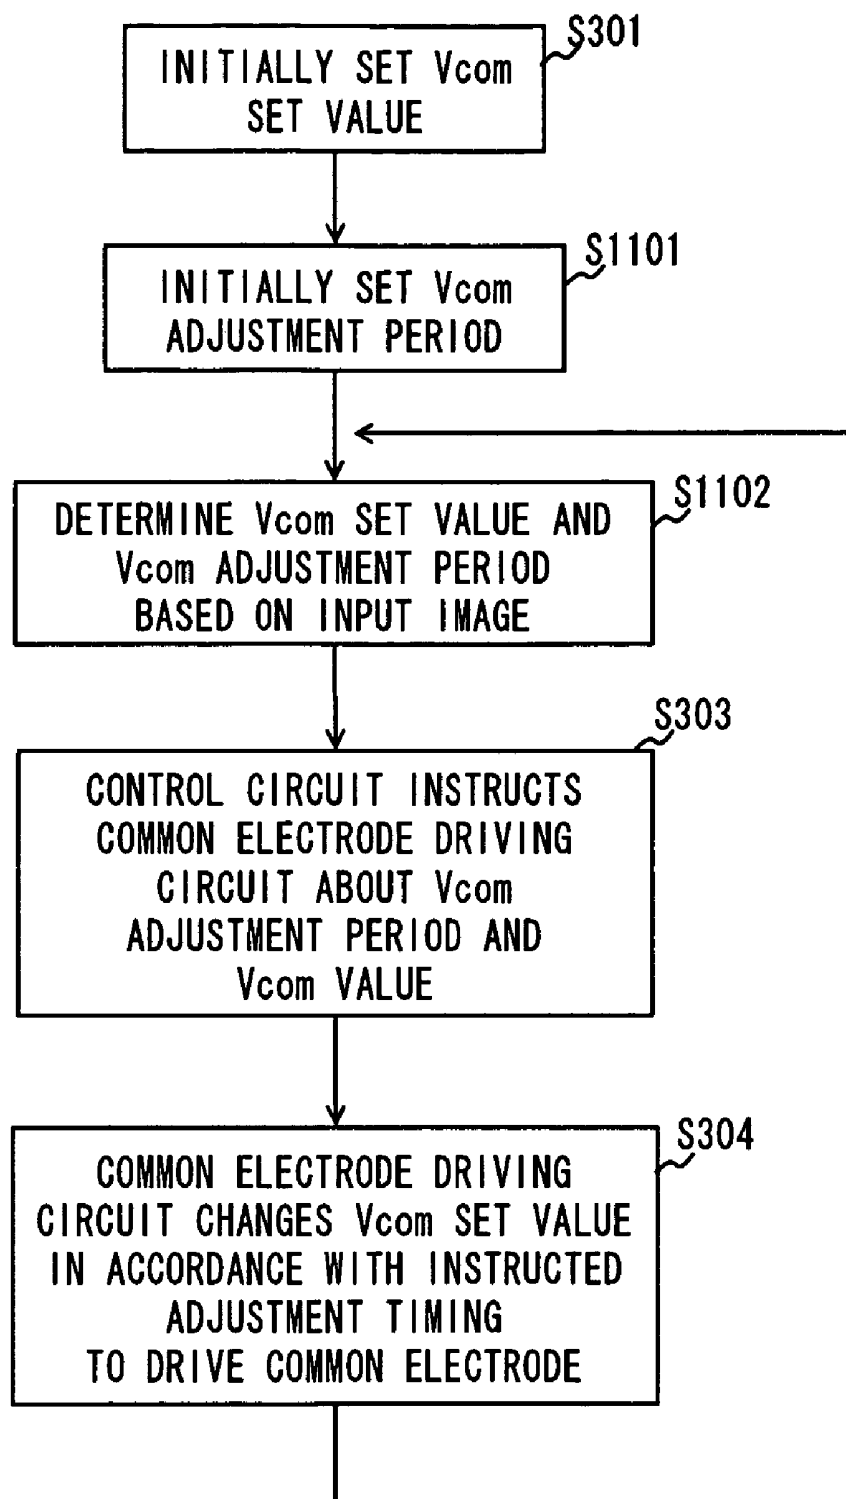 S301
INITIALLY SET Vcom
SET VALUE
S1101
INITIALLY SET Vcom
ADJUSTMENT PERIOD
S1102
DETERMINE Vcom SET VALUE AND
Vcom ADJUSTMENT PERIOD
BASED ON INPUT IMAGE
S303
CONTROL CIRCUIT INSTRUCTS
COMMON ELECTRODE DRIVING
CIRCUIT ABOUT Vcom
ADJUSTMENT PERIOD AND
Vcom VALUE
S304
COMMON ELECTRODE DRIVING
CIRCUIT CHANGES Vcom SET VALUE
IN ACCORDANCE WITH INSTRUCTED
ADJUSTMENT TIMING
TO DRIVE COMMON ELECTRODE